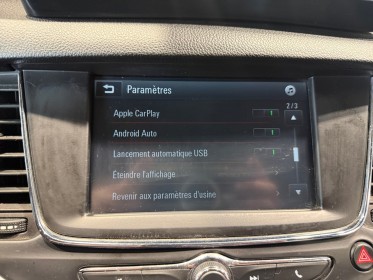 Paramètres
2/3
Apple CarPlay
Android Auto
Lancement automatique USB
Éteindre l'affichage
Revenir aux paramètres d'usine